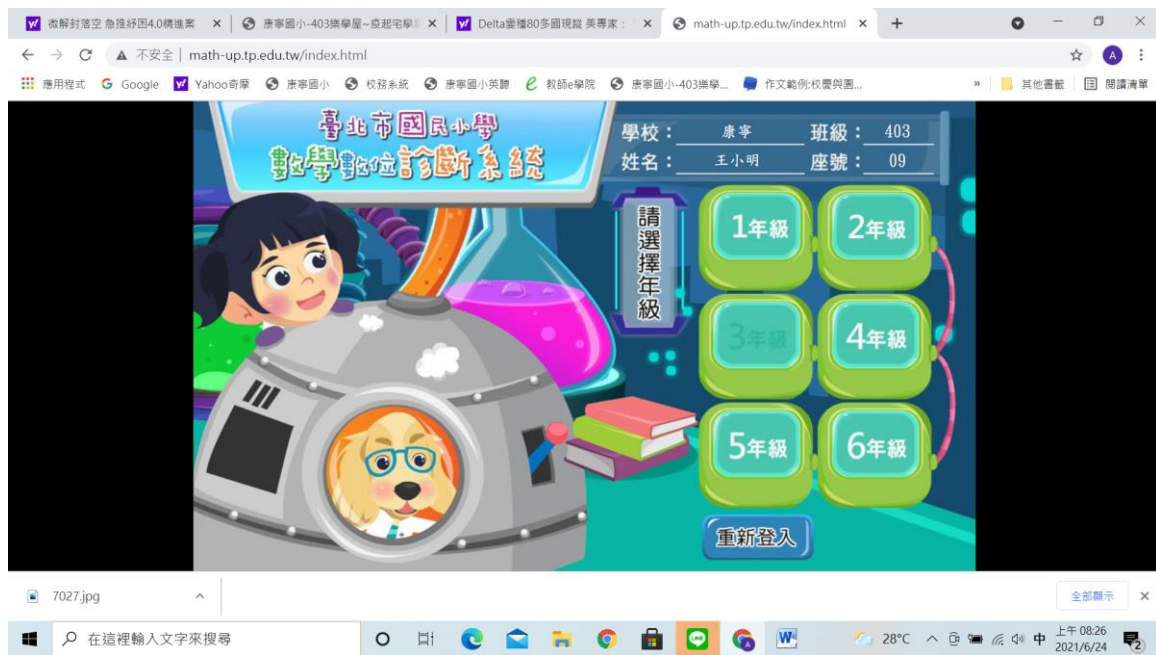 微解封落空 急推紓困4.0精進案
康寧國小-403樂學屋~疫起宅學
Delta變種80多國現蹤 美專家：
math-up.tp.edu.tw/index.html
不安全 | math-up.tp.edu.tw/index.html
A
應用程式
Google
Yahoo奇摩
康寧國小
校務系統
康寧國小英聽
教師e學院
康寧國小-403樂學...
作文範例:校慶與園...
»
其他書籤
閱讀清單
臺北市國民小學
數學數位診斷系統
學校： 康寧 班級： 403
姓名： 王小明 座號： 09
請選擇年級
1年級 2年級
3年級 4年級
5年級 6年級
重新登入
7027.jpg
全部顯示
在這裡輸入文字來搜尋
28°C
中
上午 08:26
2021/6/24
2